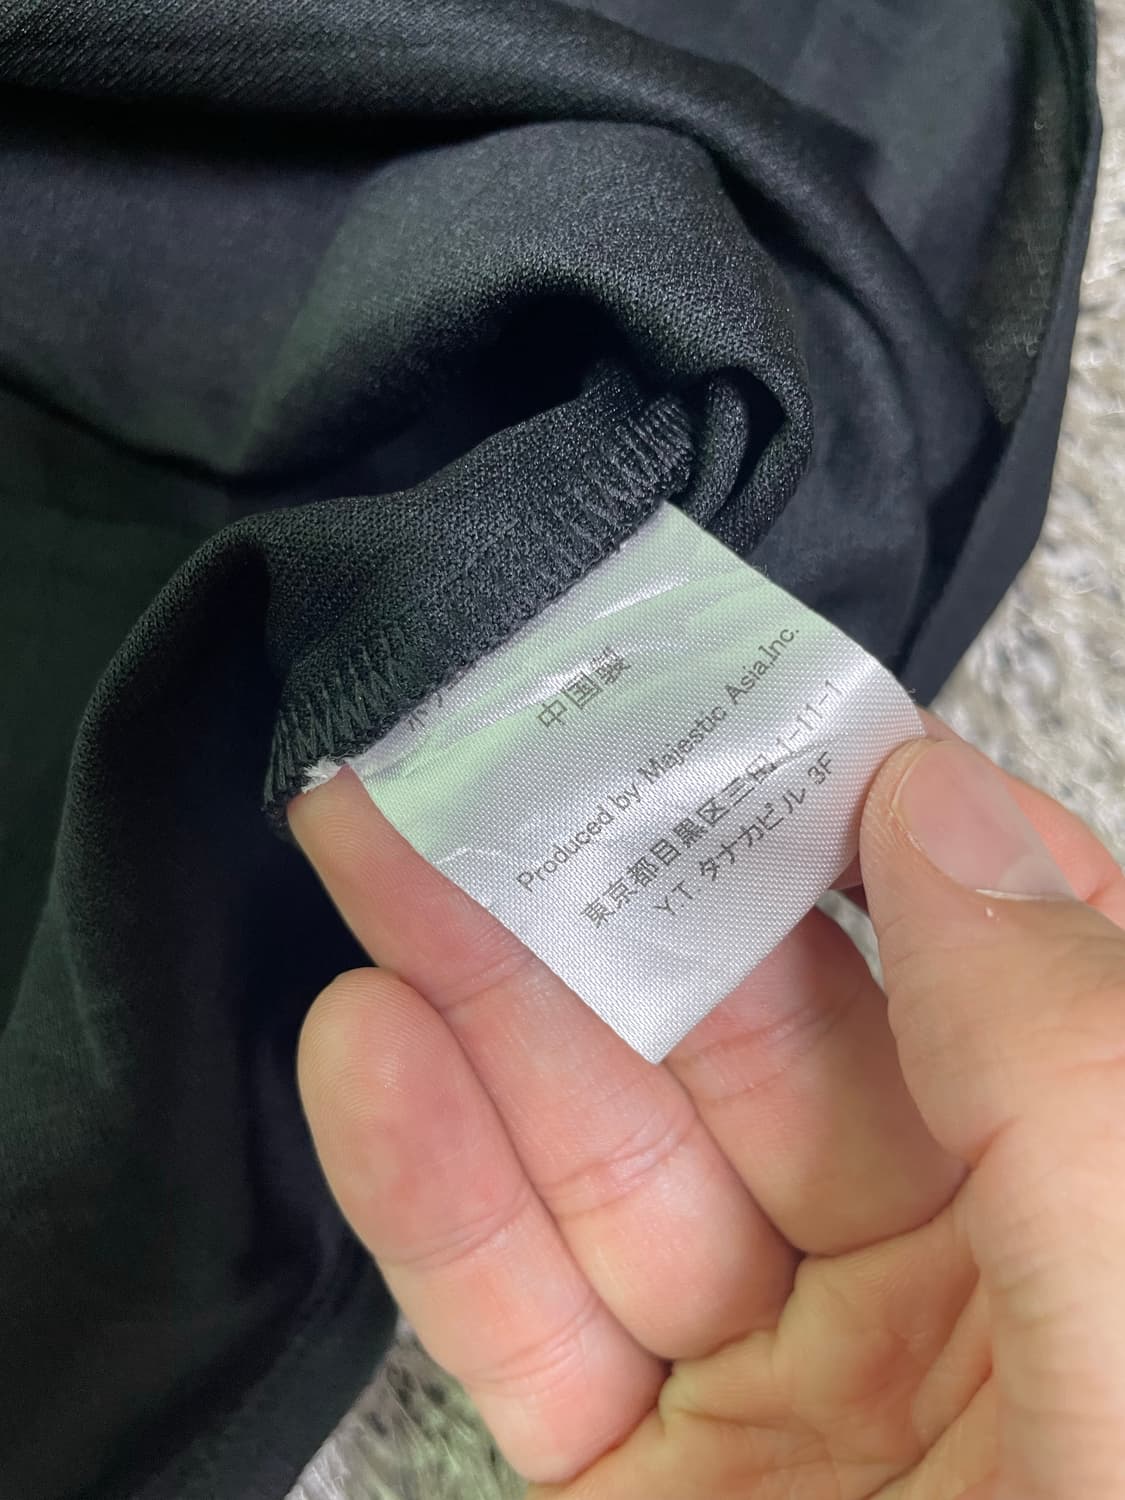 中国製
Produced by Majestic Asia.Inc.
東京都目黒区三田 1-11-1
Y.T. タナカビル 3F